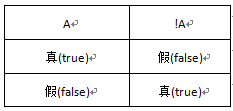 A !A
真(true) 假(false)
假(false) 真(true)